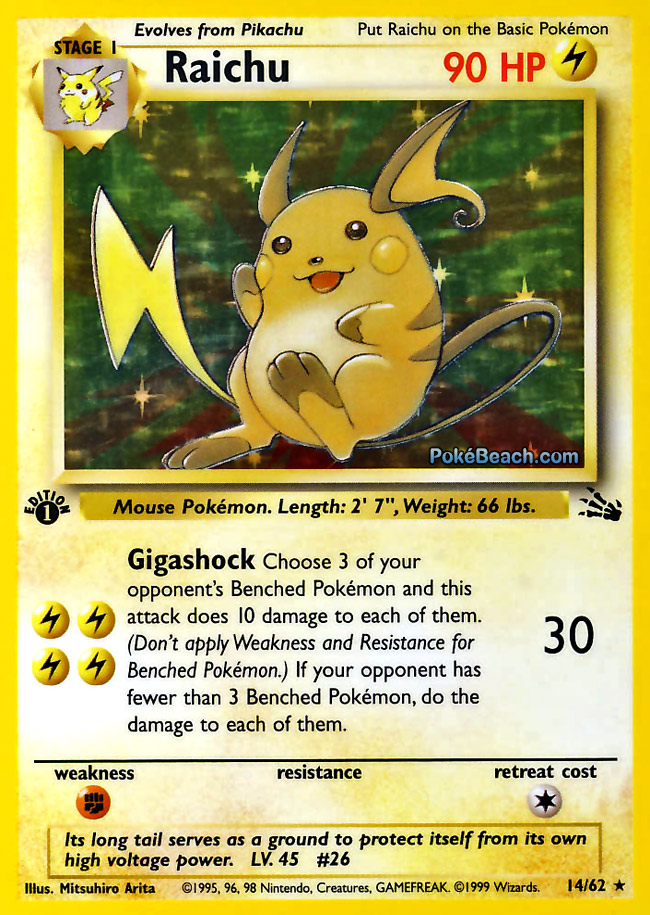 Evolves from Pikachu
Put Raichu on the Basic Pokémon
STAGE 1
Raichu
90 HP
PokéBeach.com
EDITION
1
Mouse Pokémon. Length: 2' 7", Weight: 66 lbs.
Gigashock Choose 3 of your
opponent's Benched Pokémon and this
attack does 10 damage to each of them.
(Don't apply Weakness and Resistance for
Benched Pokémon.) If your opponent has
fewer than 3 Benched Pokémon, do the
damage to each of them.
30
weakness
resistance
retreat cost
Its long tail serves as a ground to protect itself from its own
high voltage power. LV. 45 #26
Illus. Mitsuhiro Arita
©1995, 96, 98 Nintendo, Creatures, GAMEFREAK. ©1999 Wizards.
14/62 ★